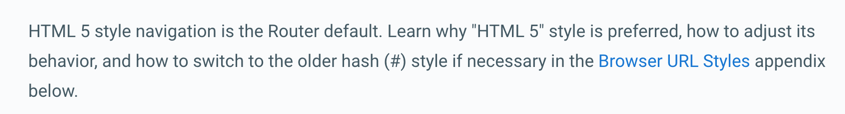 HTML 5 style navigation is the Router default. Learn why "HTML 5" style is preferred, how to adjust its
behavior, and how to switch to the older hash (#) style if necessary in the Browser URL Styles appendix
below.